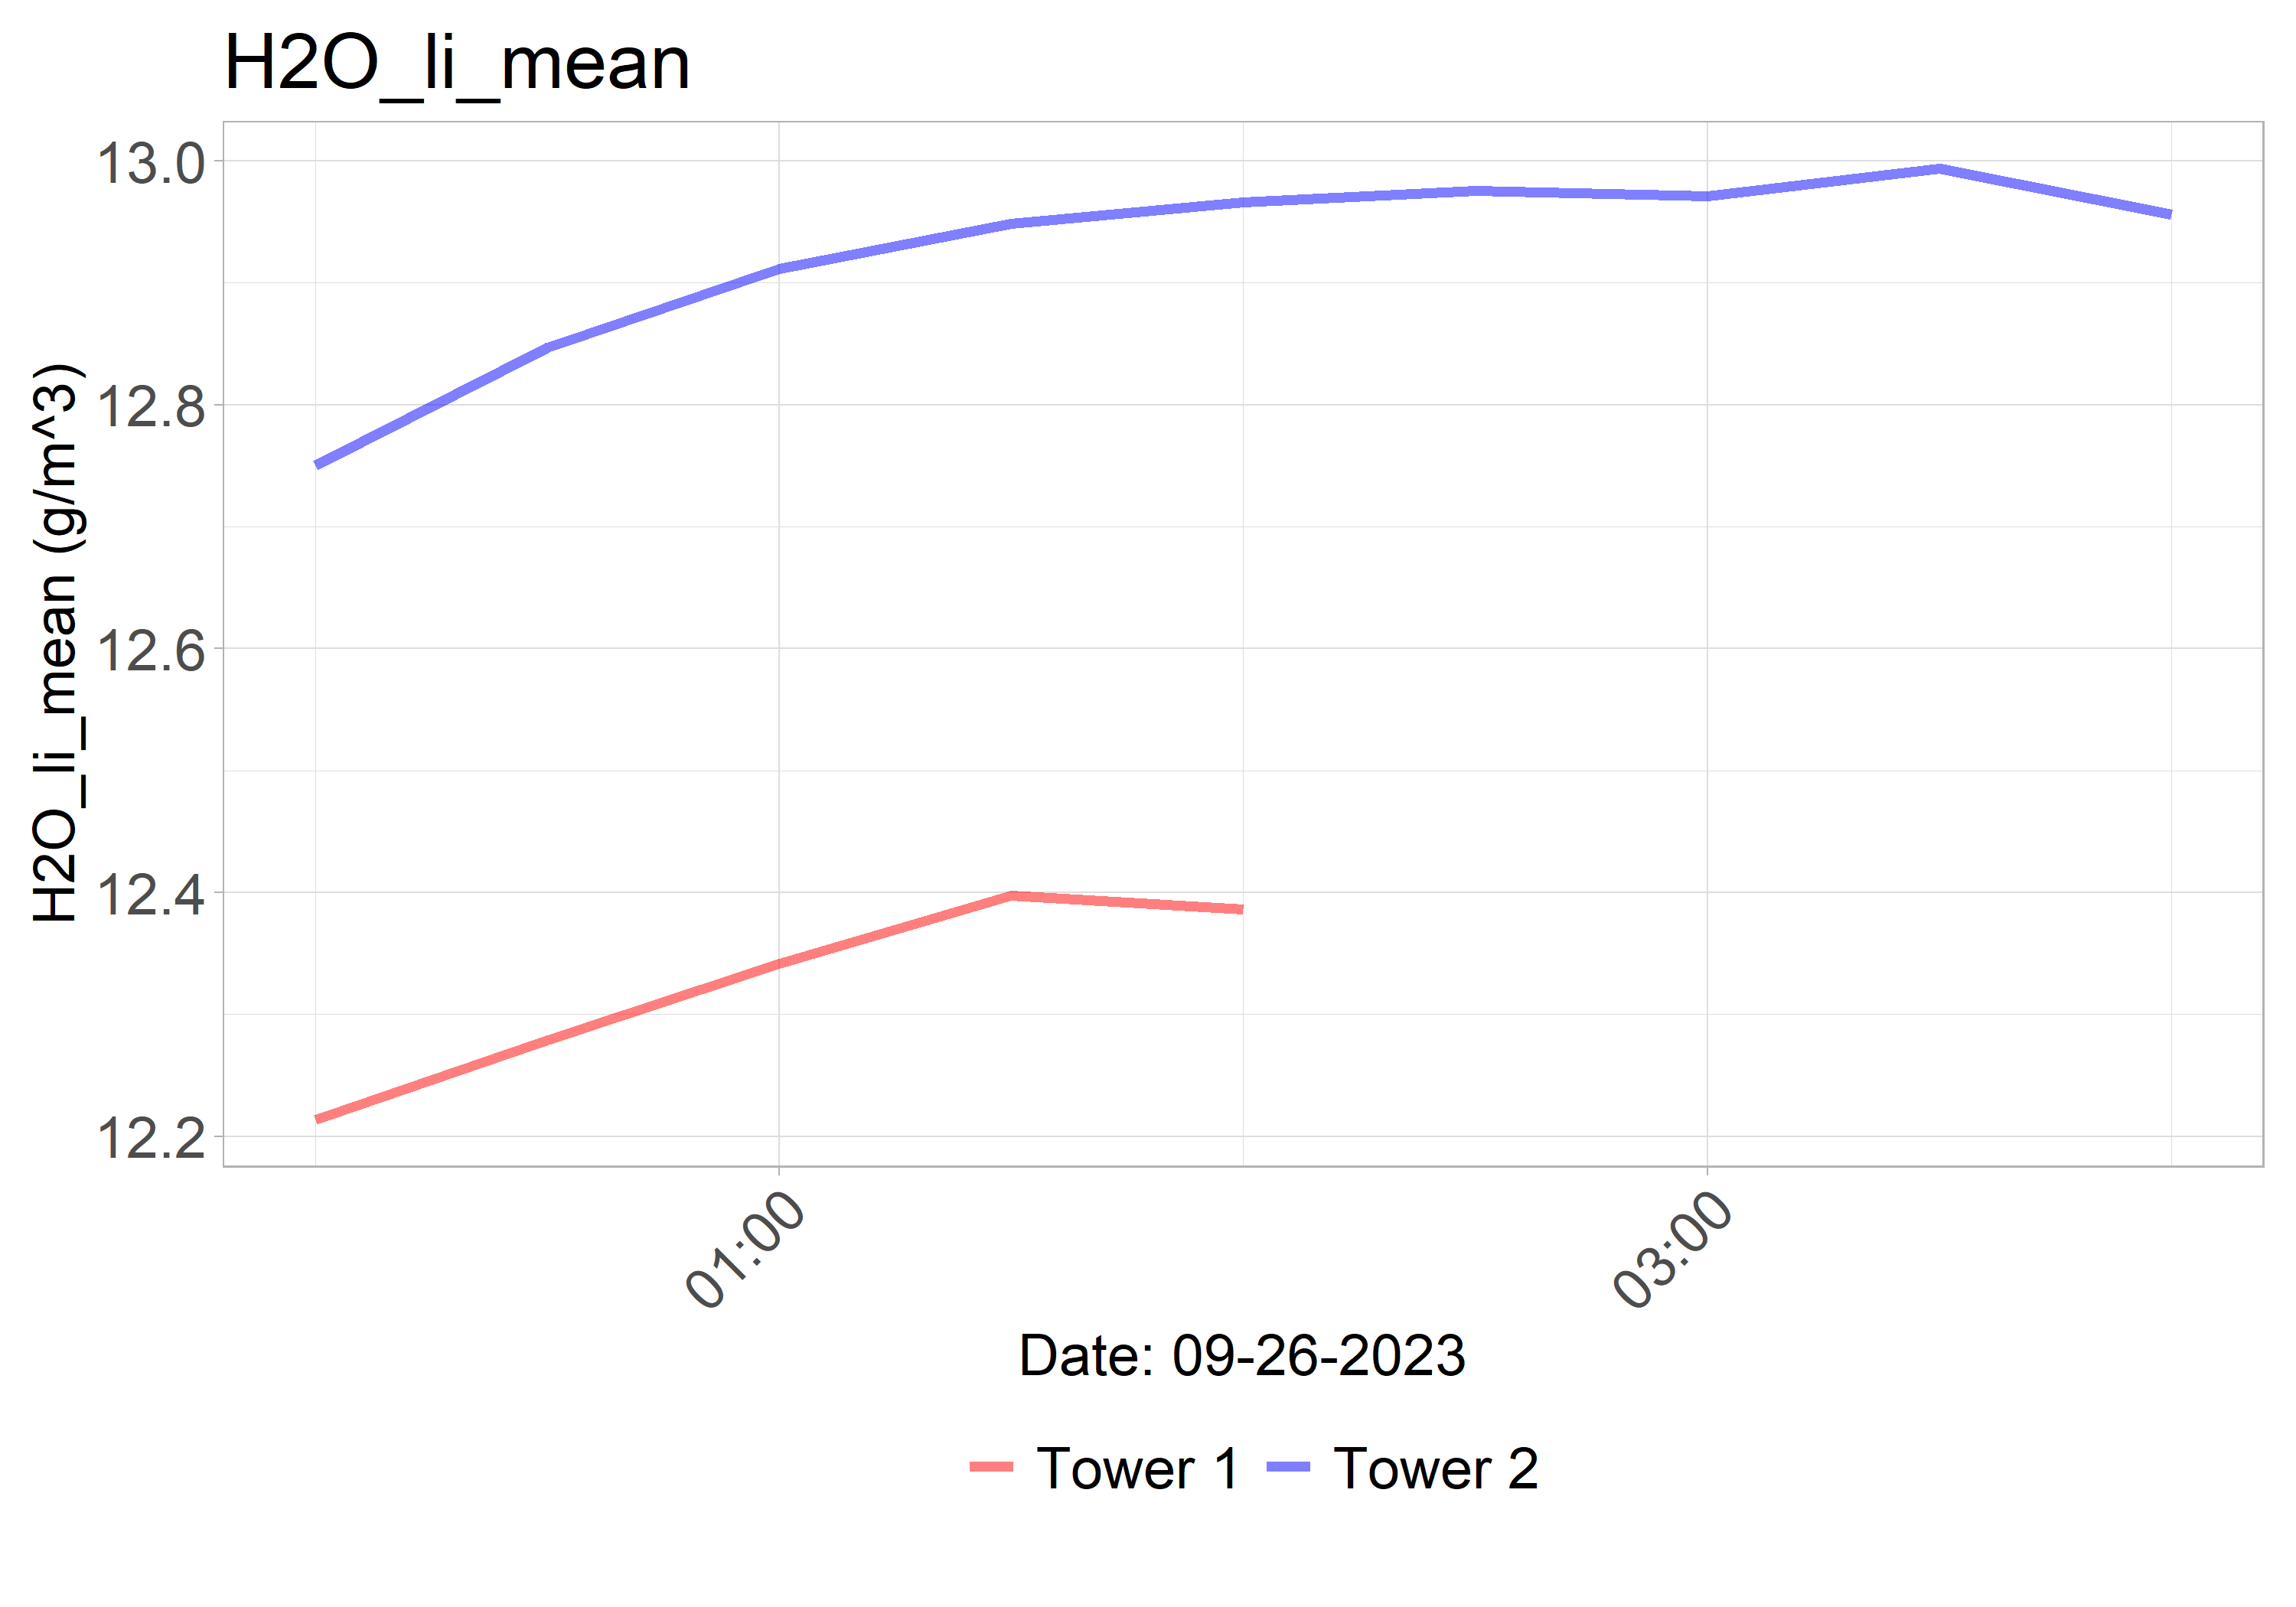 H2O_li_mean
H2O_li_mean (g/m^3)
13.0
12.8
12.6
12.4
12.2
01:00
03:00
Date: 09-26-2023
Tower 1 Tower 2